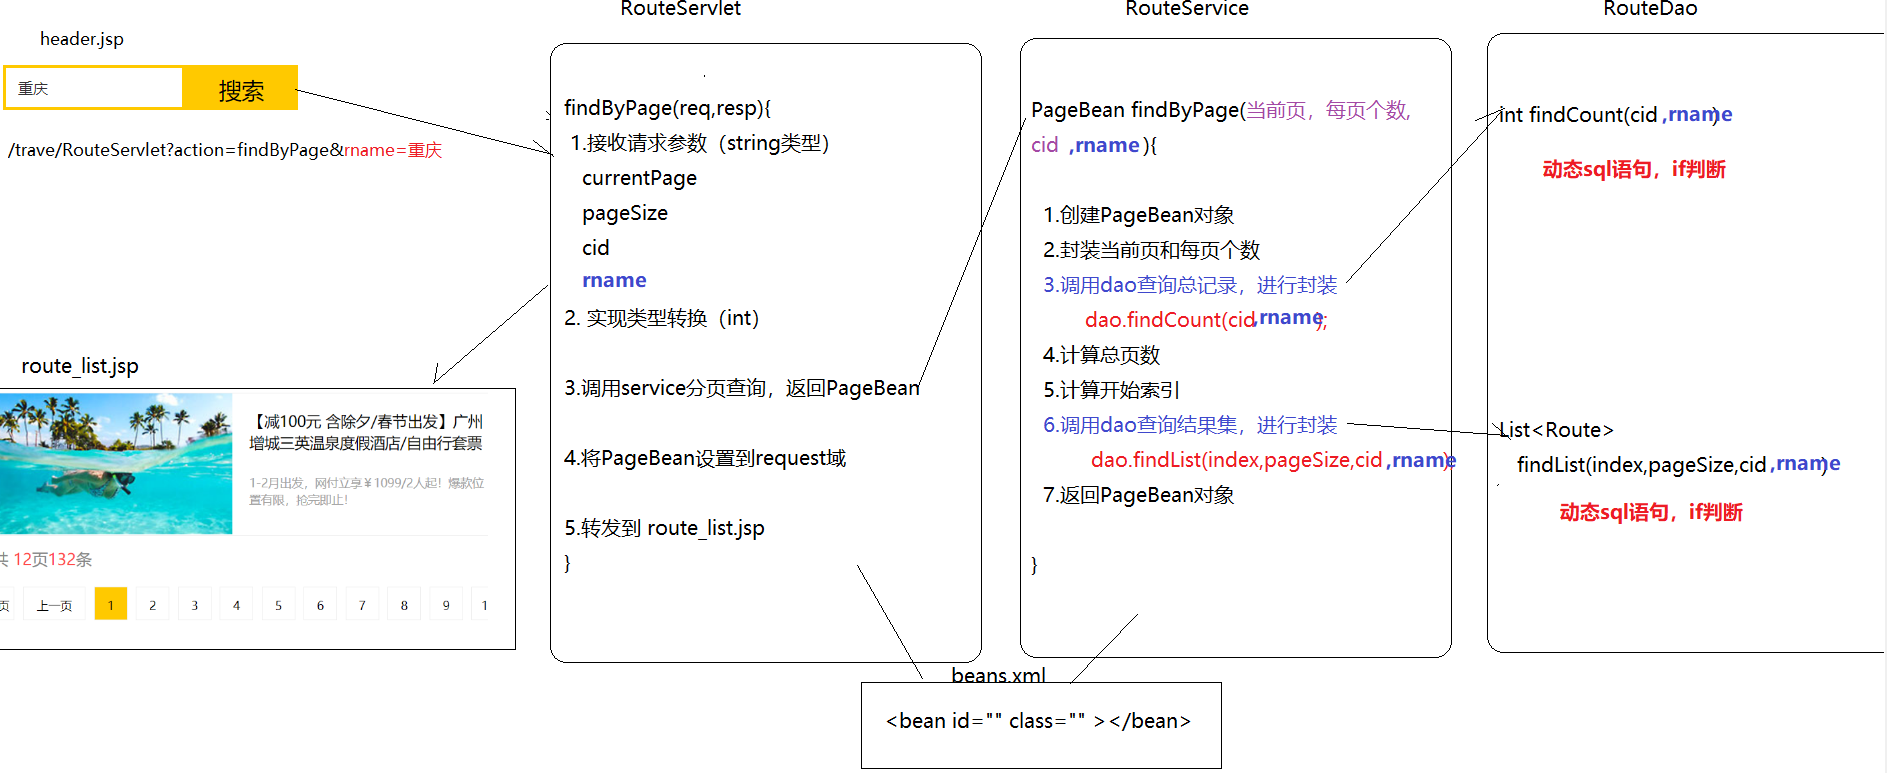 header.jsp
重庆
搜索
/trave/RouteServlet?action=findByPage&rname=重庆
route_list.jsp
【减100元 含除夕/春节出发】广州
增城三英温泉度假酒店/自由行套票
1-2月出发，网付立享￥1099/2人起！爆款位
置有限，抢完即止！
共 12页132条
页 上一页 1 2 3 4 5 6 7 8 9 1
RouteServlet
findByPage(req,resp){
1.接收请求参数（string类型）
currentPage
pageSize
cid
rname
2. 实现类型转换（int）
3.调用service分页查询，返回PageBean
4.将PageBean设置到request域
5.转发到 route_list.jsp
}
RouteService
PageBean findByPage(当前页，每页个数,
cid ,rname ){
1.创建PageBean对象
2.封装当前页和每页个数
3.调用dao查询总记录，进行封装
dao.findCount(cid,rname);
4.计算总页数
5.计算开始索引
6.调用dao查询结果集，进行封装
dao.findList(index,pageSize,cid ,rname)
7.返回PageBean对象
}
RouteDao
int findCount(cid ,rname)
动态sql语句，if判断
List<Route>
findList(index,pageSize,cid ,rname)
动态sql语句，if判断
beans.xml
<bean id="" class="" ></bean>